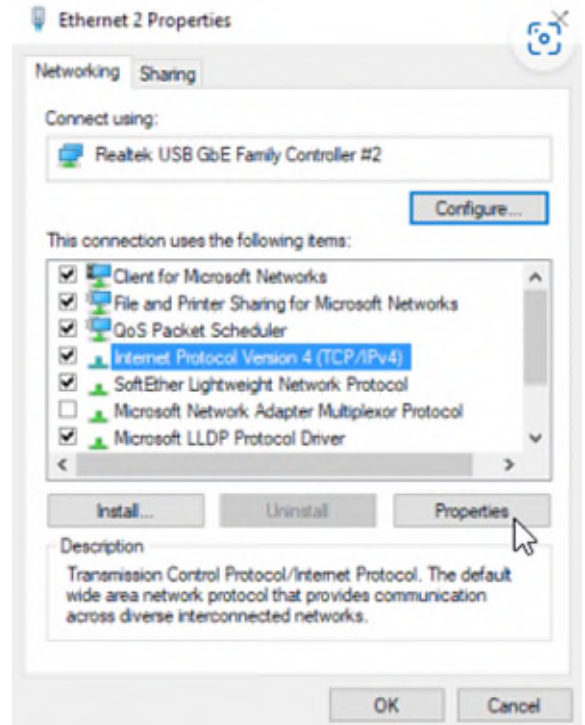 Ethernet 2 Properties
Networking Sharing
Connect using:
Realtek USB GbE Family Controller #2
Configure...
This connection uses the following items:
Client for Microsoft Networks
File and Printer Sharing for Microsoft Networks
QoS Packet Scheduler
Internet Protocol Version 4 (TCP/IPv4)
SoftEther Lightweight Network Protocol
Microsoft Network Adapter Multiplexor Protocol
Microsoft LLDP Protocol Driver
Install... Uninstall Properties
Description
Transmission Control Protocol/Internet Protocol. The default
wide area network protocol that provides communication
across diverse interconnected networks.
OK Cancel